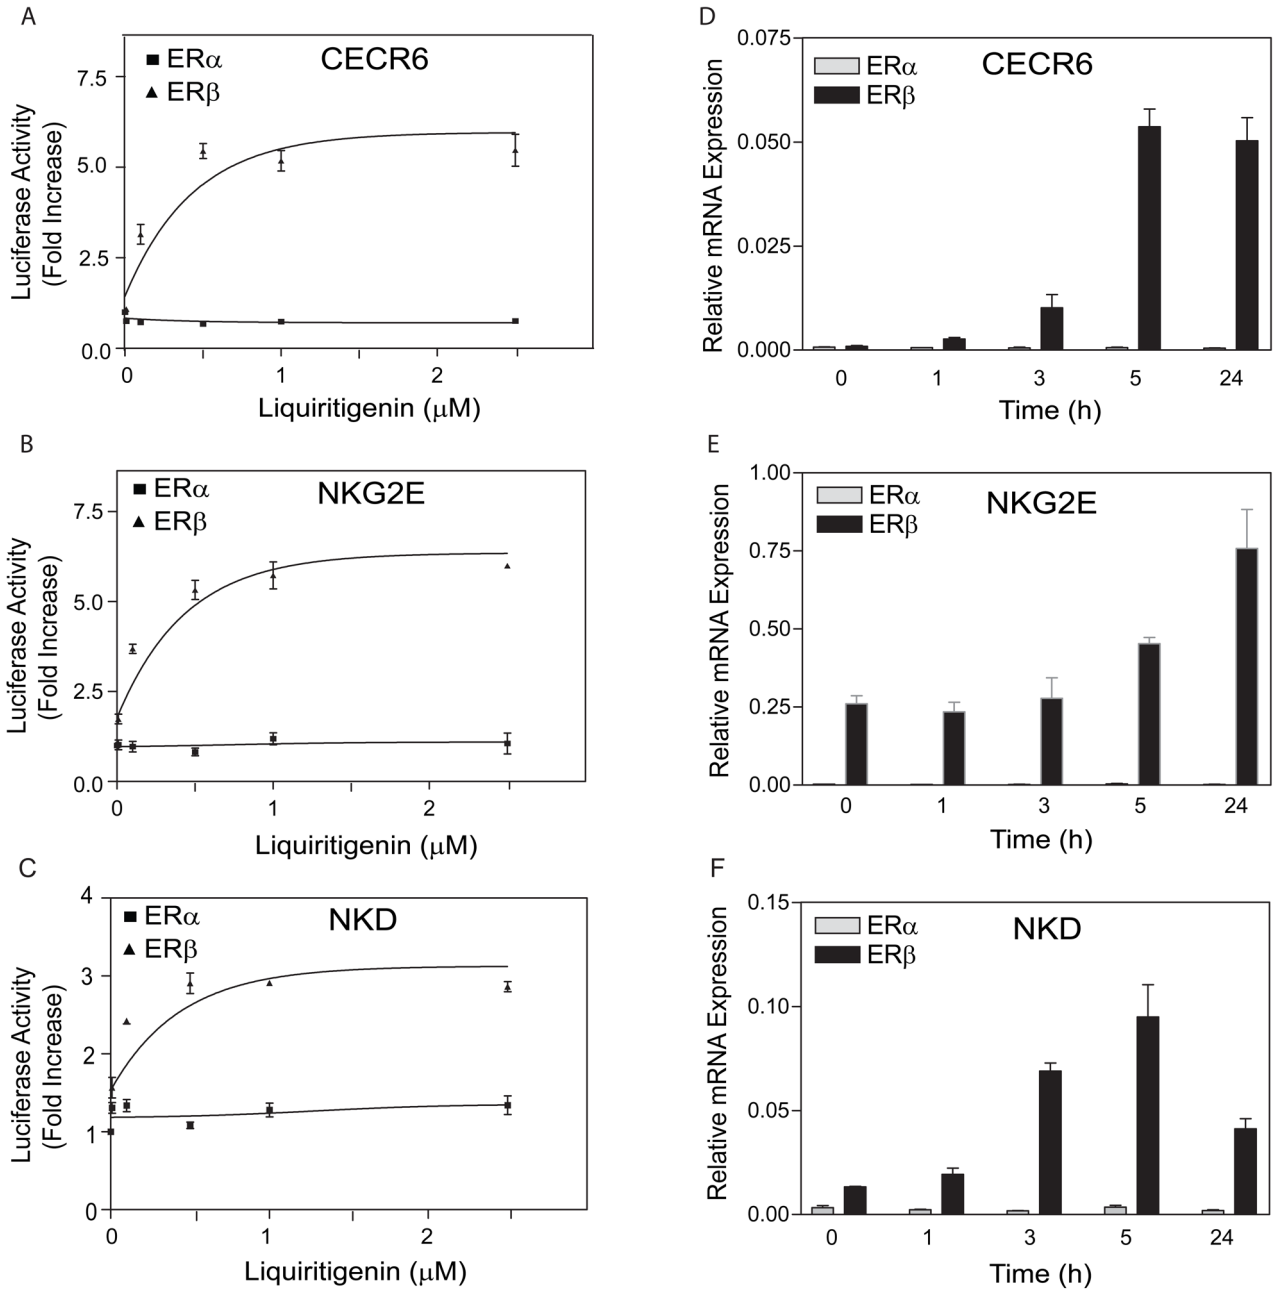 A
CECR6
ERα
ERβ
7.5
5.0
2.5
0.0
Luciferase Activity
(Fold Increase)
0 1 2
Liquiritigenin (μM)
D
CECR6
ERα
ERβ
0.075
0.050
0.025
0.000
Relative mRNA Expression
0 1 3 5 24
Time (h)
B
NKG2E
ERα
ERβ
7.5
5.0
2.5
0.0
Luciferase Activity
(Fold Increase)
0 1 2
Liquiritigenin (μM)
E
NKG2E
ERα
ERβ
1.00
0.75
0.50
0.25
0.00
Relative mRNA Expression
0 1 3 5 24
Time (h)
C
NKD
ERα
ERβ
4
3
2
1
0
Luciferase Activity
(Fold Increase)
0 1 2
Liquiritigenin (μM)
F
NKD
ERα
ERβ
0.15
0.10
0.05
0.00
Relative mRNA Expression
0 1 3 5 24
Time (h)